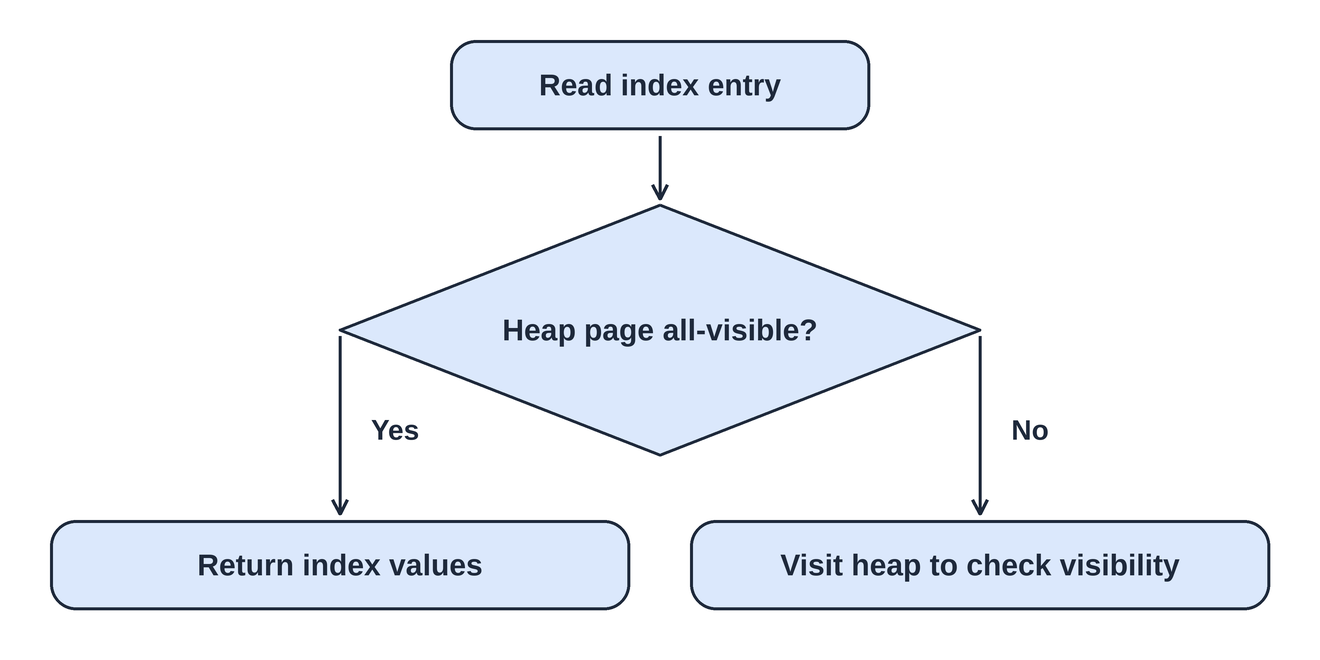 Read index entry
Heap page all-visible?
Yes
No
Return index values
Visit heap to check visibility